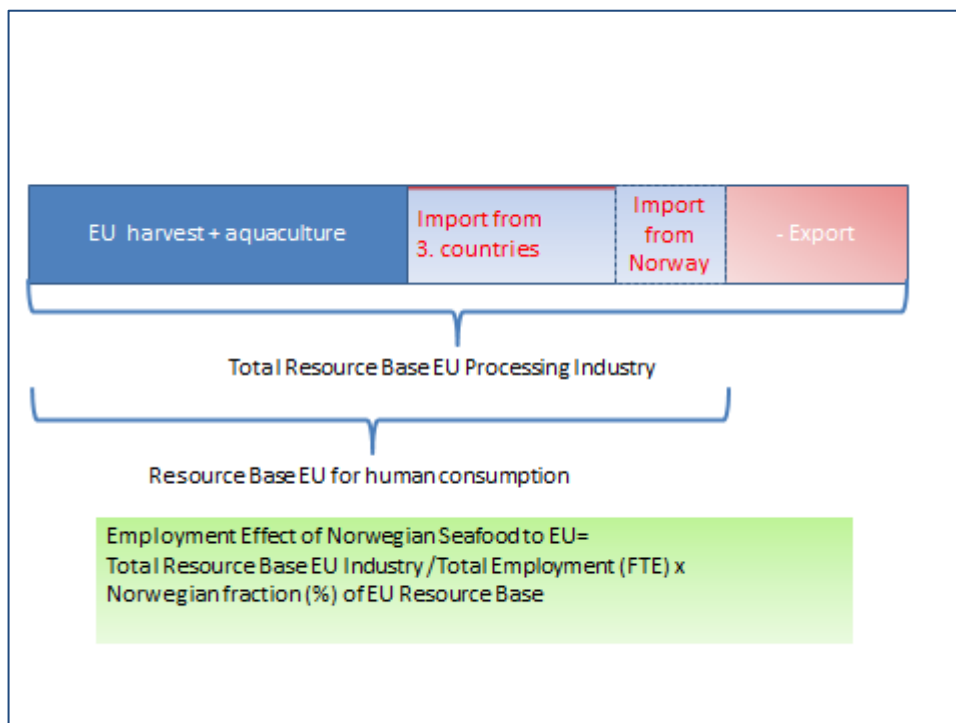 EU harvest + aquaculture
Import from
3. countries
Import
from
Norway
- Export
Total Resource Base EU Processing Industry
Resource Base EU for human consumption
Employment Effect of Norwegian Seafood to EU=
Total Resource Base EU Industry /Total Employment (FTE) x
Norwegian fraction (%) of EU Resource Base